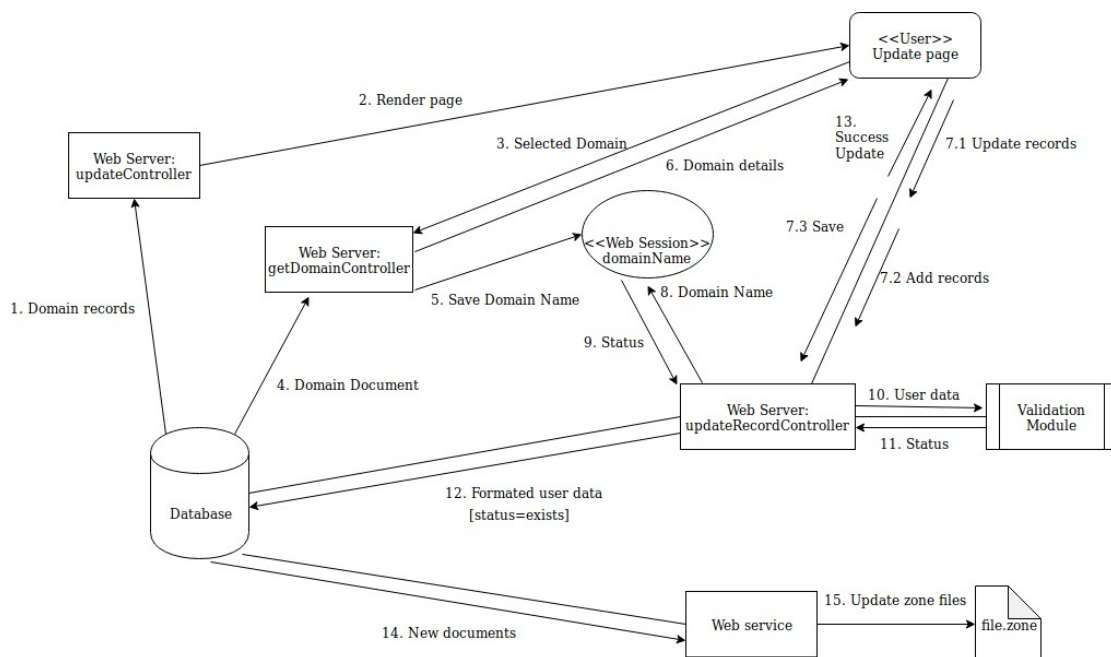 <<User>>
Update page
2. Render page
13.
Success
Update
3. Selected Domain
7.1 Update records
Web Server:
updateController
6. Domain details
7.3 Save
<<Web Session>>
domainName
Web Server:
getDomainController
7.2 Add records
5. Save Domain Name
8. Domain Name
1. Domain records
9. Status
4. Domain Document
10. User data
Web Server:
updateRecordController
Validation
Module
11. Status
12. Formated user data
[status=exists]
Database
15. Update zone files
14. New documents
Web service
file.zone